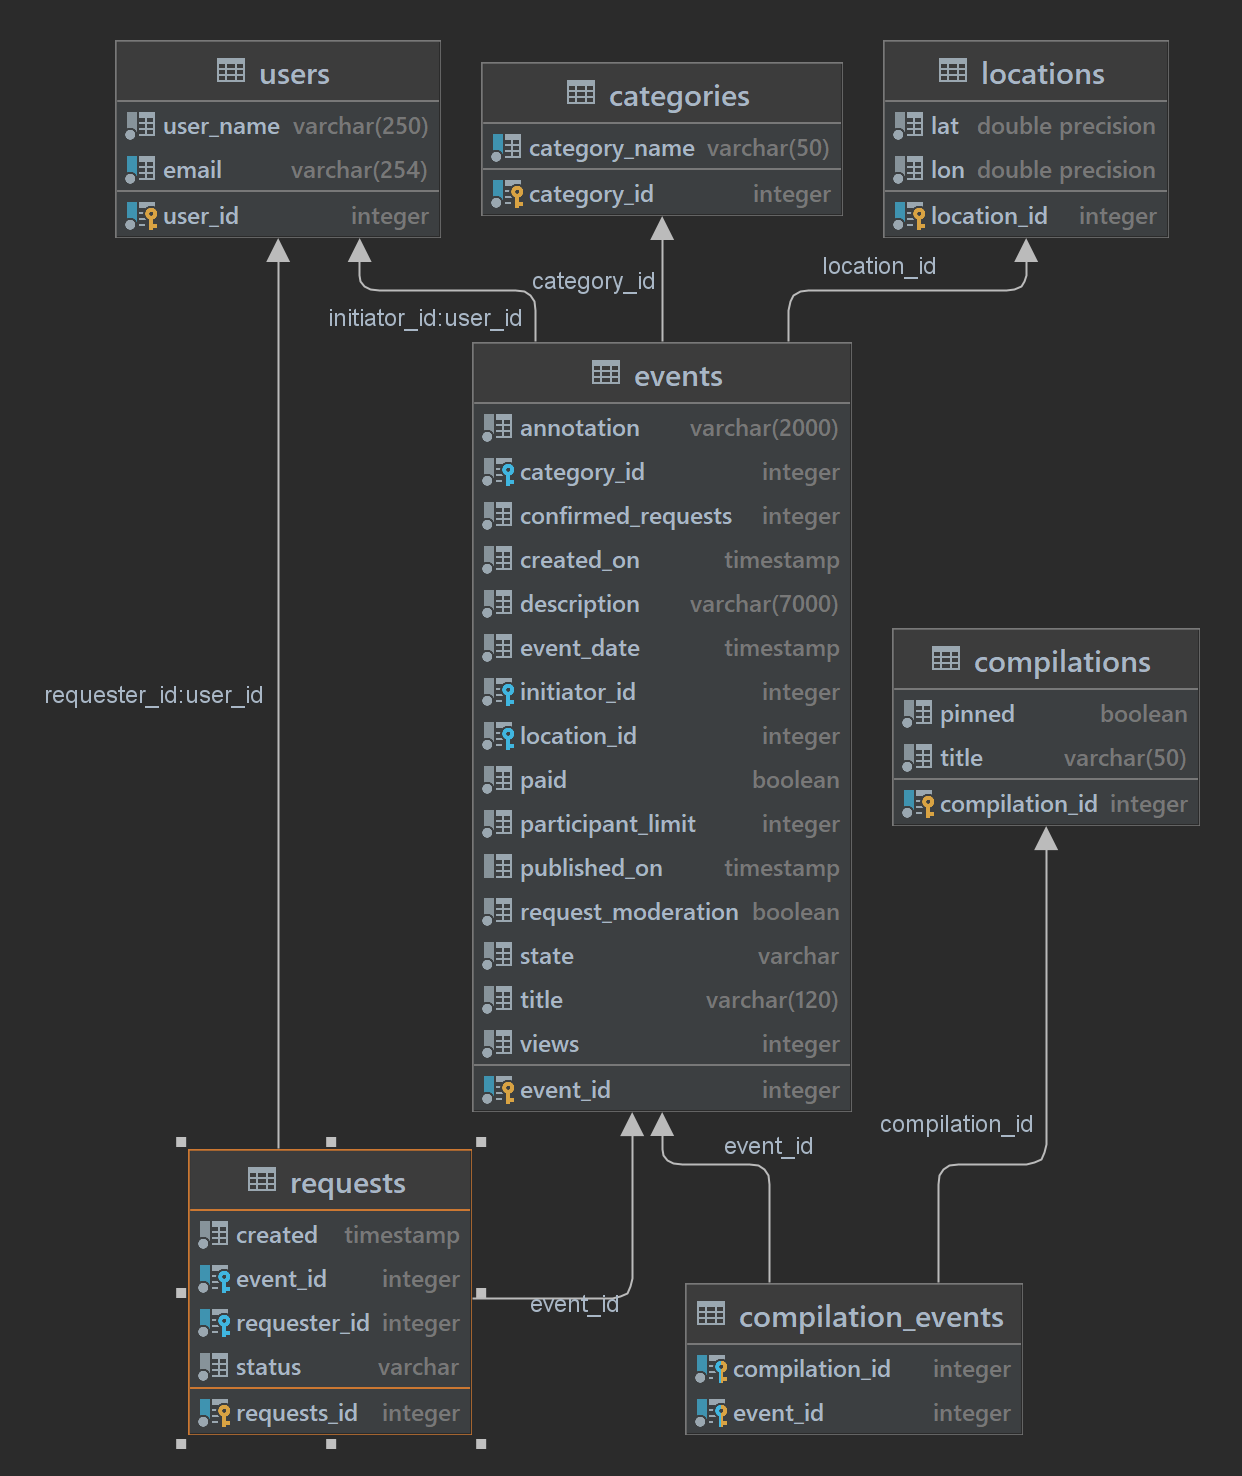 users
user_name varchar(250)
email varchar(254)
user_id integer
categories
category_name varchar(50)
category_id integer
locations
lat double precision
lon double precision
location_id integer
initiator_id:user_id
category_id
location_id
events
annotation varchar(2000)
category_id integer
confirmed_requests integer
created_on timestamp
description varchar(7000)
event_date timestamp
initiator_id integer
location_id integer
paid boolean
participant_limit integer
published_on timestamp
request_moderation boolean
state varchar
title varchar(120)
views integer
event_id integer
requester_id:user_id
compilations
pinned boolean
title varchar(50)
compilation_id integer
event_id
compilation_id
requests
created timestamp
event_id integer
requester_id integer
status varchar
requests_id integer
event_id
compilation_events
compilation_id integer
event_id integer